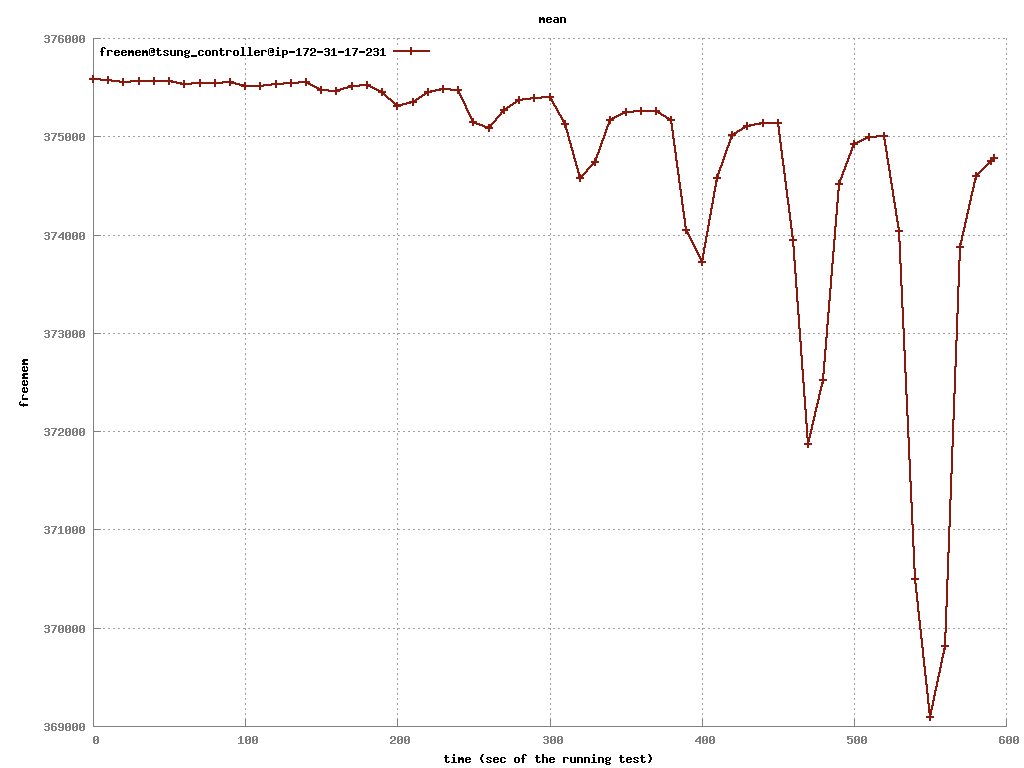 mean
376000
freemem@tsung_controller@ip-172-31-17-231
375000
374000
373000
freemem
372000
371000
370000
369000
0 100 200 300 400 500 600
time (sec of the running test)